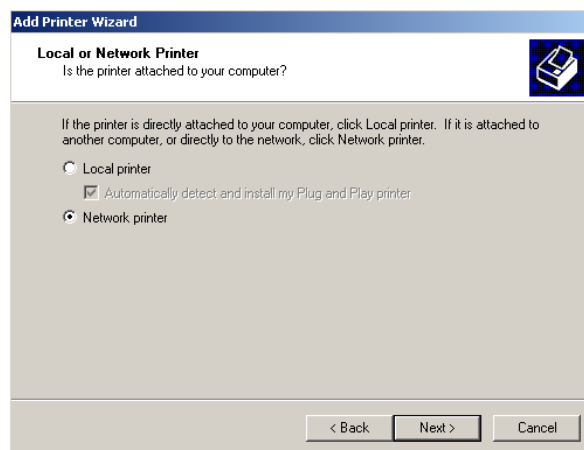 Add Printer Wizard
Local or Network Printer
Is the printer attached to your computer?
If the printer is directly attached to your computer, click Local printer. If it is attached to
another computer, or directly to the network, click Network printer.
Local printer
Automatically detect and install my Plug and Play printer
Network printer
< Back
Next >
Cancel